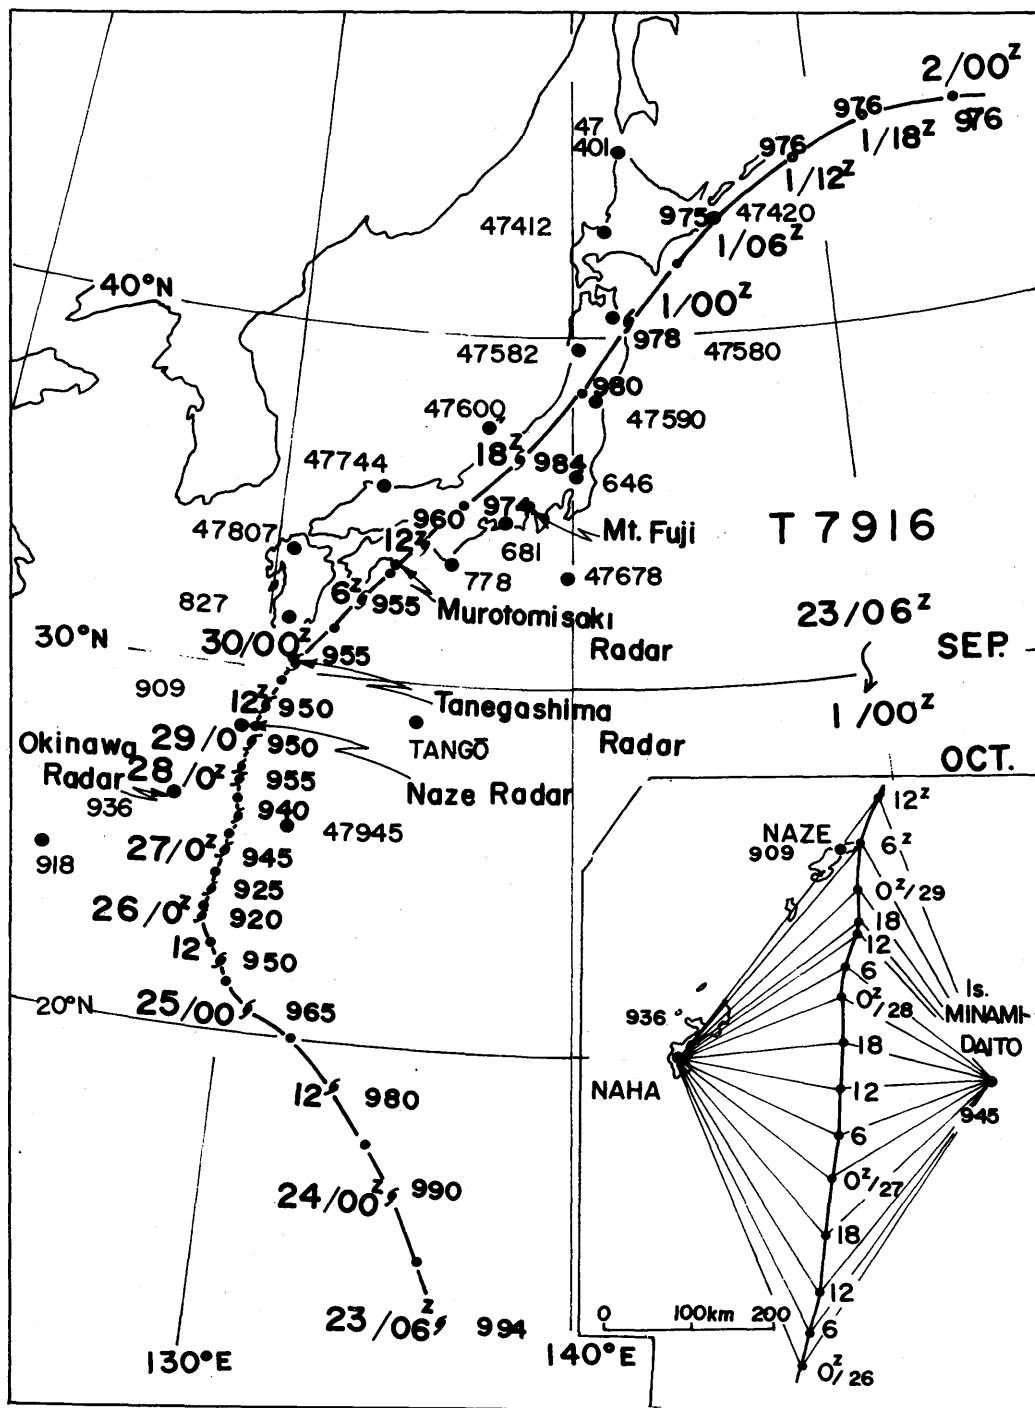 2/00Z
976
976
1/18Z
976
1/12Z
47
401
975
47420
1/06Z
47412
40°N
1/00Z
978
47580
47582
980
47590
47600
18Z
984
47744
646
974
Mt. Fuji
T 7916
960
47807
12Z
681
778
47678
6Z
955
Murotomisaki
Radar
827
23/06Z
SEP.
1/00Z
OCT.
30°N
30/00Z
955
909
12Z
950
Tanegashima
Radar
TANGŌ
Okinawa
Radar
29/0
950
28/0Z
955
Naze Radar
936
940
47945
918
27/0Z
945
925
26/0Z
920
12
950
20°N
25/00Z
965
12
980
24/00Z
990
23/06Z
994
130°E
140°E
12Z
NAZE
909
6Z
0Z/29
18
12
6
Is.
MINAMI-
DAITO
0Z/28
936
18
NAHA
12
945
6
0Z/27
18
12
0 100km 200
6
0Z/26